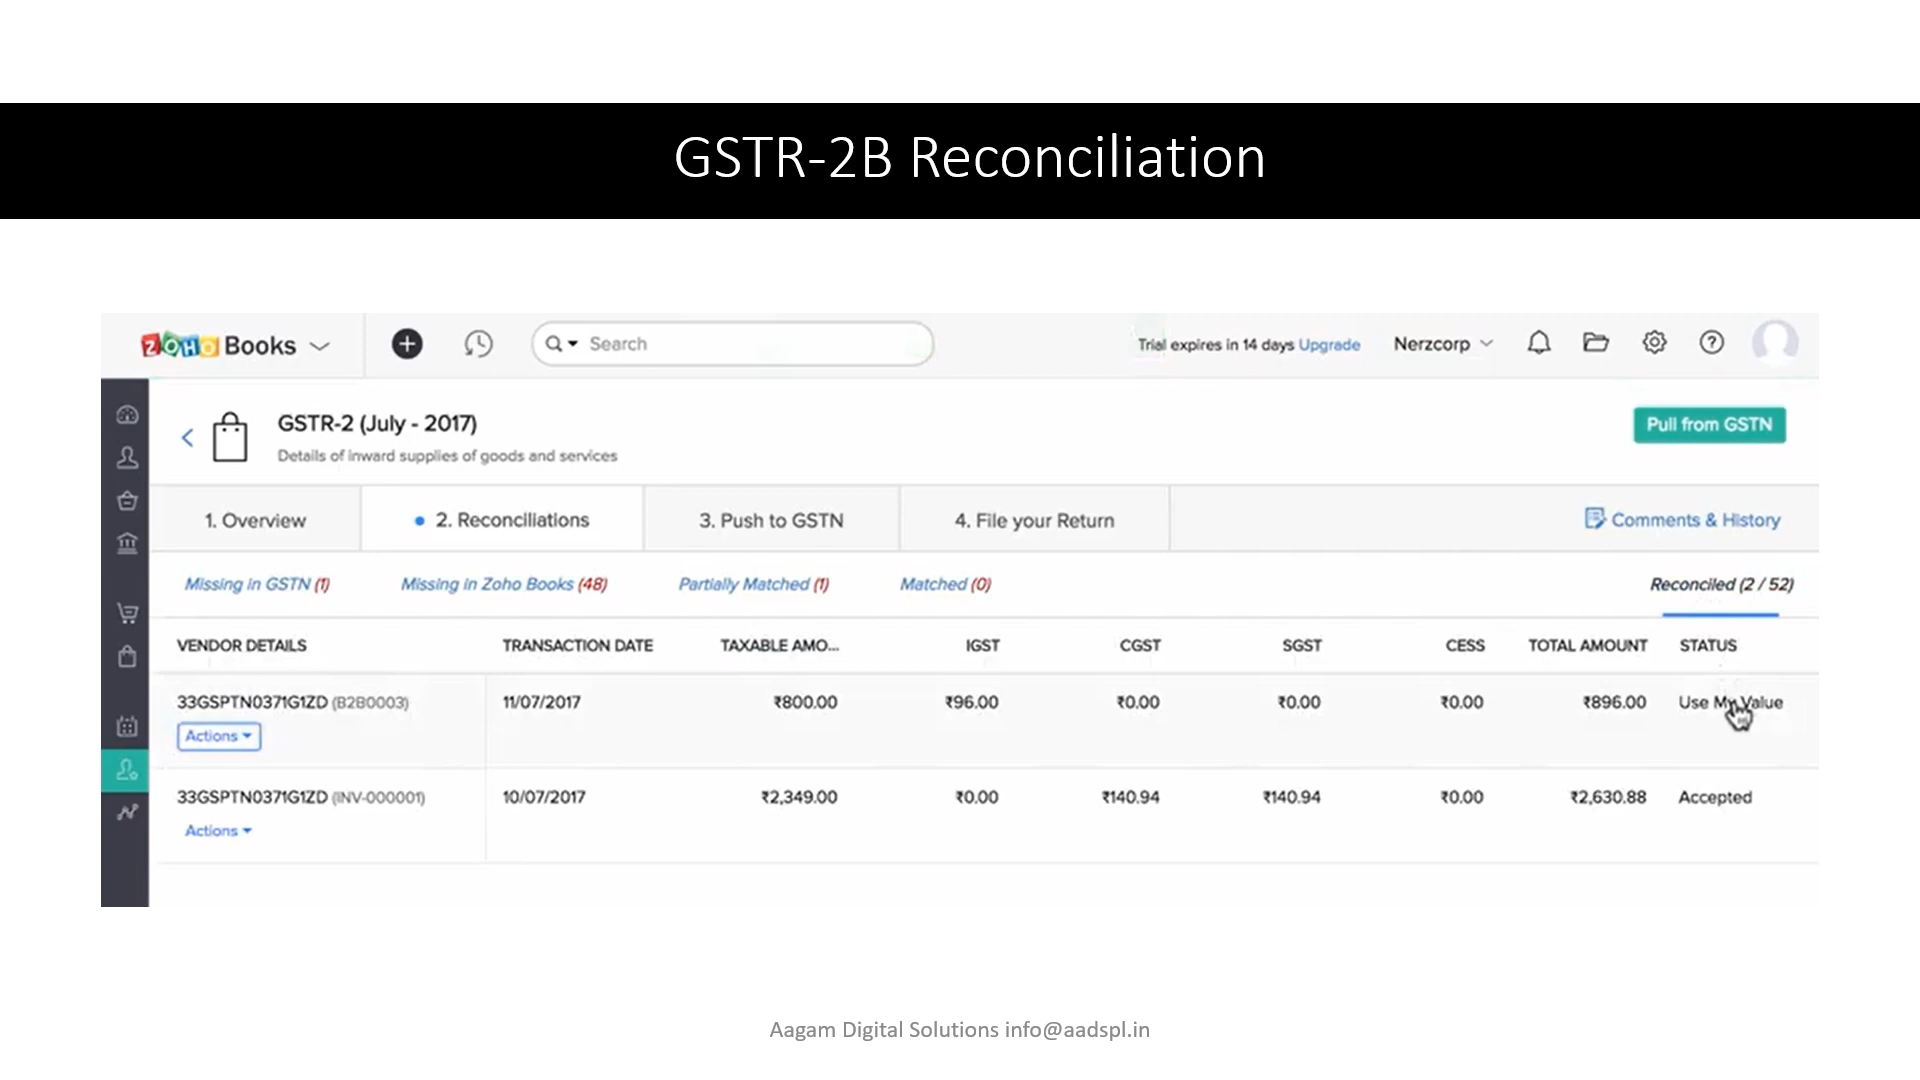 GSTR-2B Reconciliation
ZOHO Books
Search
Trial expires in 14 days Upgrade
Nerzcorp
GSTR-2 (July - 2017)
Details of inward supplies of goods and services
Pull from GSTN
1. Overview
2. Reconciliations
3. Push to GSTN
4. File your Return
Comments & History
Missing in GSTN (1)
Missing in Zoho Books (48)
Partially Matched (1)
Matched (0)
Reconciled (2 / 52)
VENDOR DETAILS TRANSACTION DATE TAXABLE AMO... IGST CGST SGST CESS TOTAL AMOUNT STATUS
33GSPTN0371G1ZD (B2B0003) 11/07/2017 ₹800.00 ₹96.00 ₹0.00 ₹0.00 ₹0.00 ₹896.00 Use My Value
Actions
33GSPTN0371G1ZD (INV-000001) 10/07/2017 ₹2,349.00 ₹0.00 ₹140.94 ₹140.94 ₹0.00 ₹2,630.88 Accepted
Actions
Aagam Digital Solutions info@aadspl.in